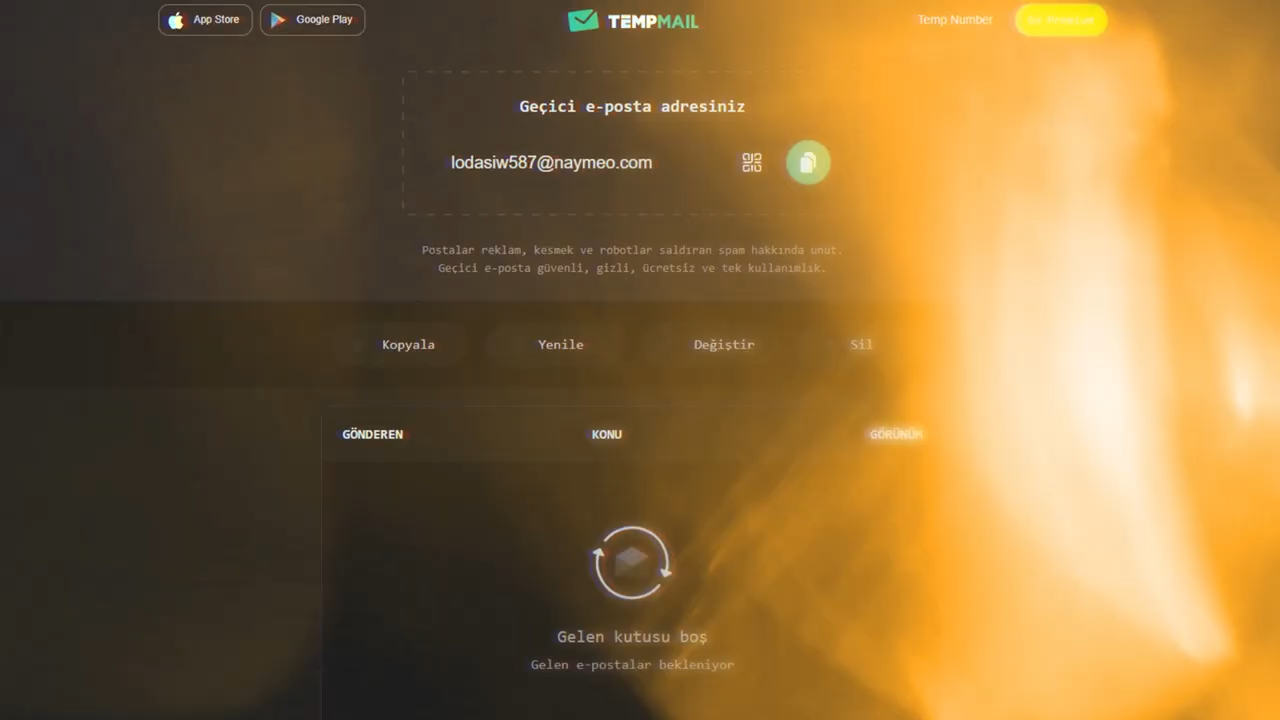 App Store
Google Play
TEMPMAIL
Temp Number
Go Premium
Geçici e-posta adresiniz
lodasiw587@naymeo.com
Postalar reklam, kesmek ve robotlar saldıran spam hakkında unut.
Geçici e-posta güvenli, gizli, ücretsiz ve tek kullanımlık.
Kopyala
Yenile
Değiştir
Sil
GÖNDEREN
KONU
GÖRÜNÜM
Gelen kutusu boş
Gelen e-postalar bekleniyor